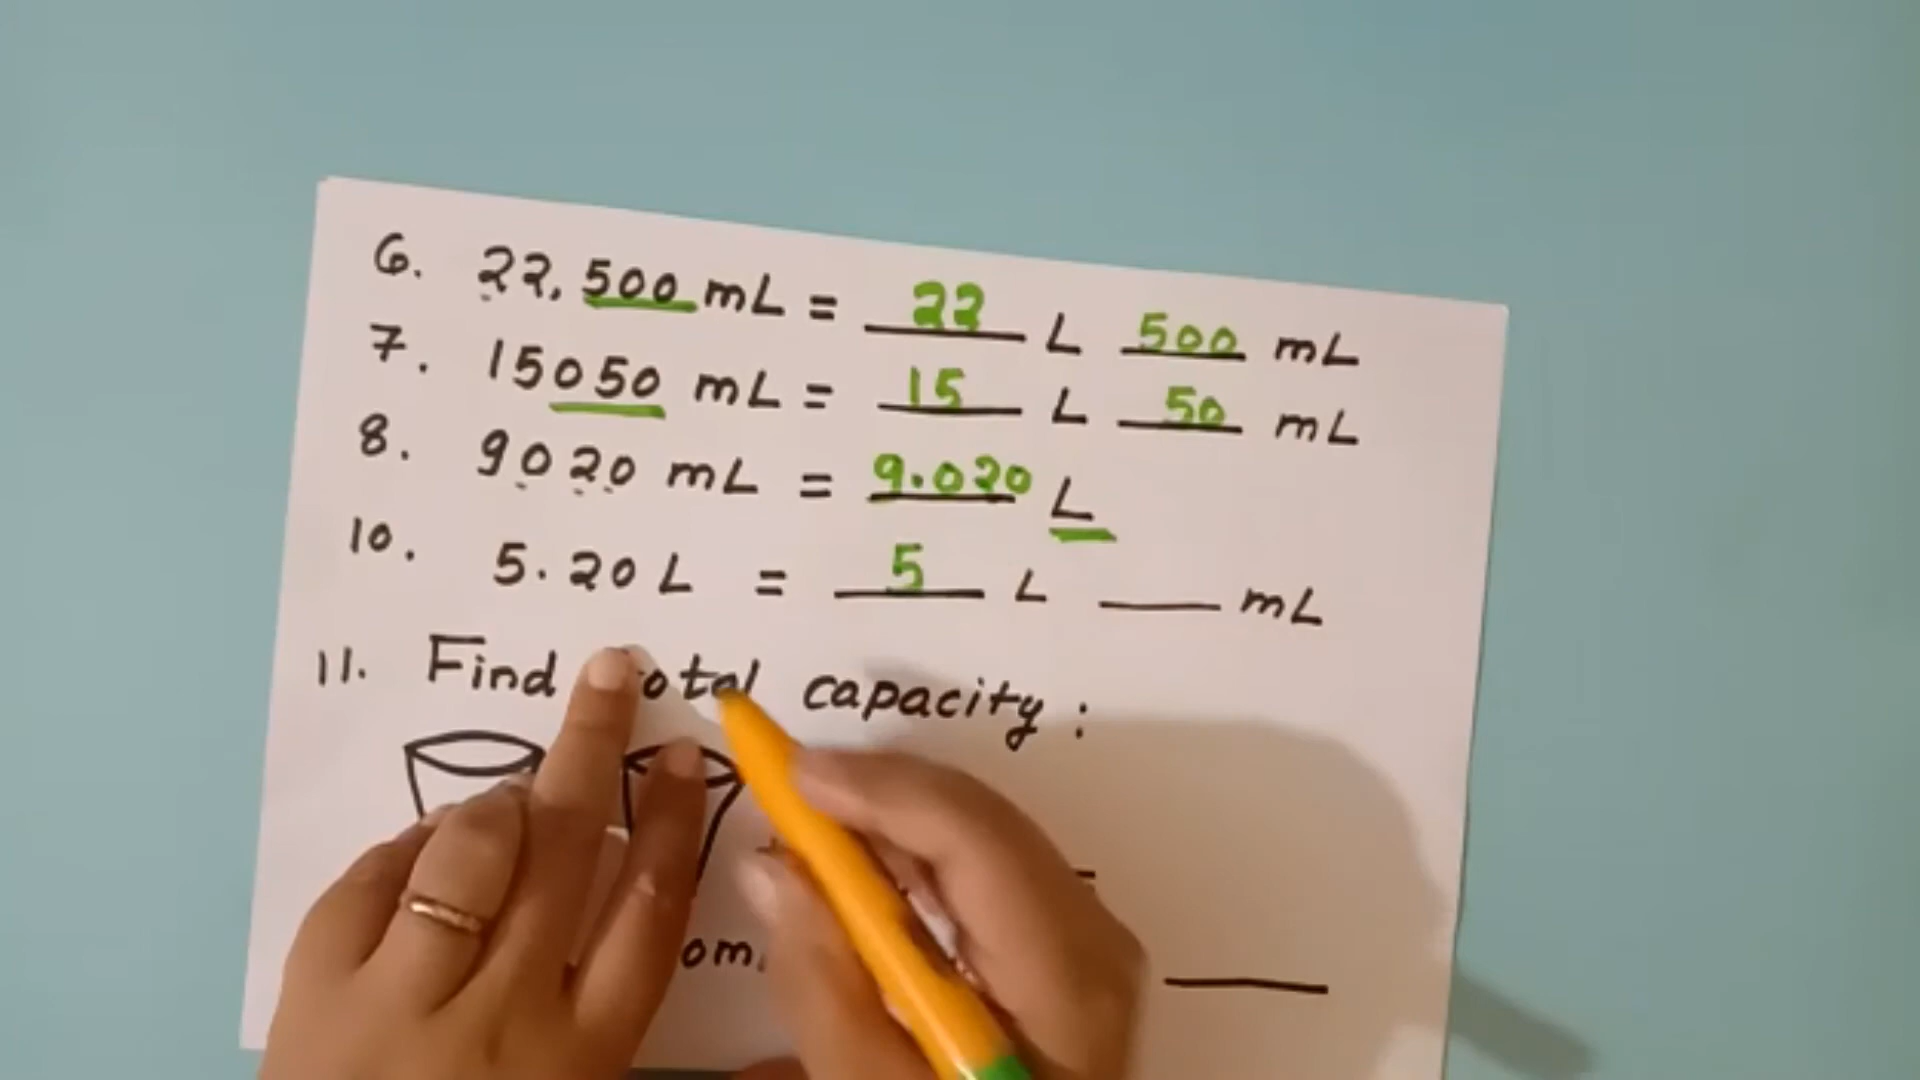 6. 22,500 mL = 22 L 500 mL
7. 15050 mL = 15 L 50 mL
8. 9020 mL = 9.020 L
10. 5.20 L = 5 L ___ mL
11. Find total capacity: